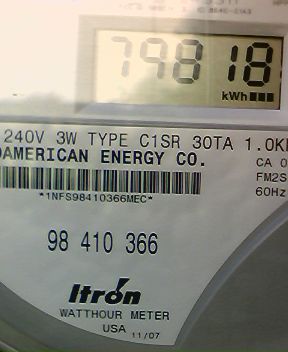 79818
kWh
240V 3W TYPE C1SR 30TA 1.0K
AMERICAN ENERGY CO.
CA 0
FM2S
60Hz
*1NFS98410366MEC*
98 410 366
Itron
WATTHOUR METER
USA 11/07